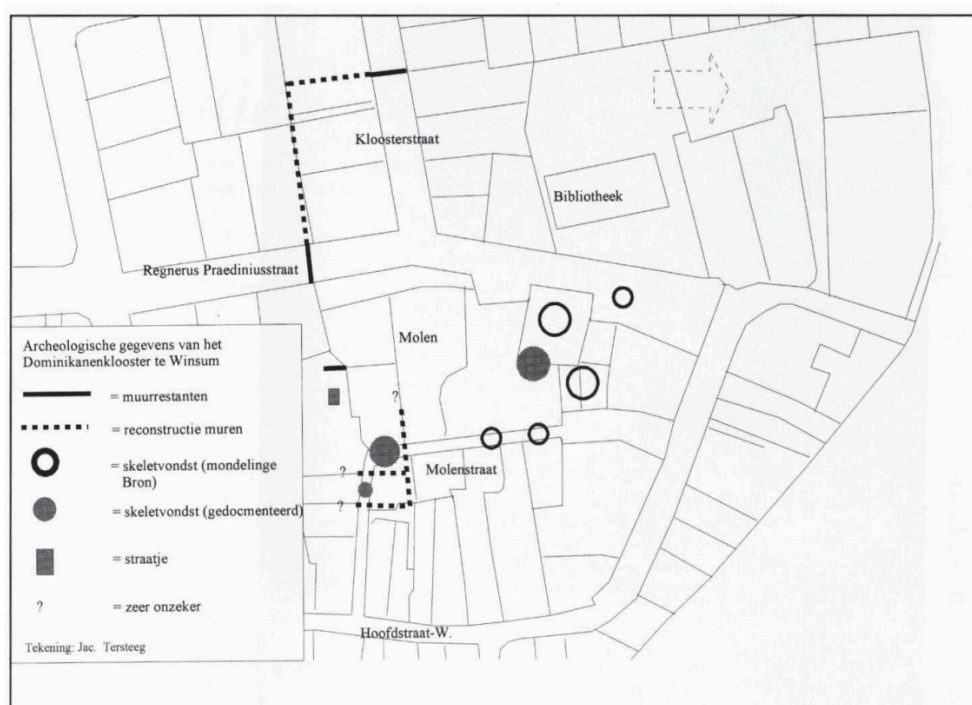 Kloosterstraat
Bibliotheek
Regnerus Praediniusstraat
Molen
?
Molenstraat
?
?
Hoofdstraat-W.
Archeologische gegevens van het
Dominikanenklooster te Winsum
= muurrestanten
= reconstructie muren
= skeletvondst (mondelinge
Bron)
= skeletvondst (gedocmenteerd)
= straatje
? = zeer onzeker
Tekening: Jac. Tersteeg